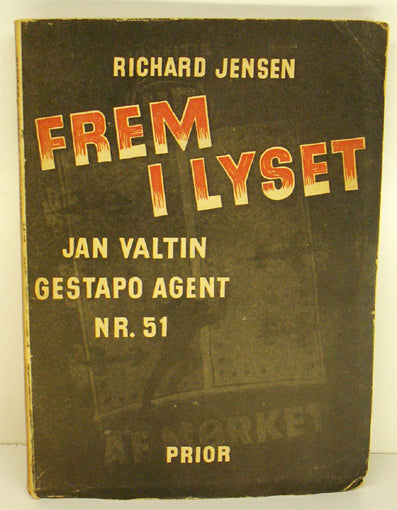 RICHARD JENSEN
FREM
I LYSET
JAN VALTIN
GESTAPO AGENT
NR. 51
AF MØRKET
PRIOR